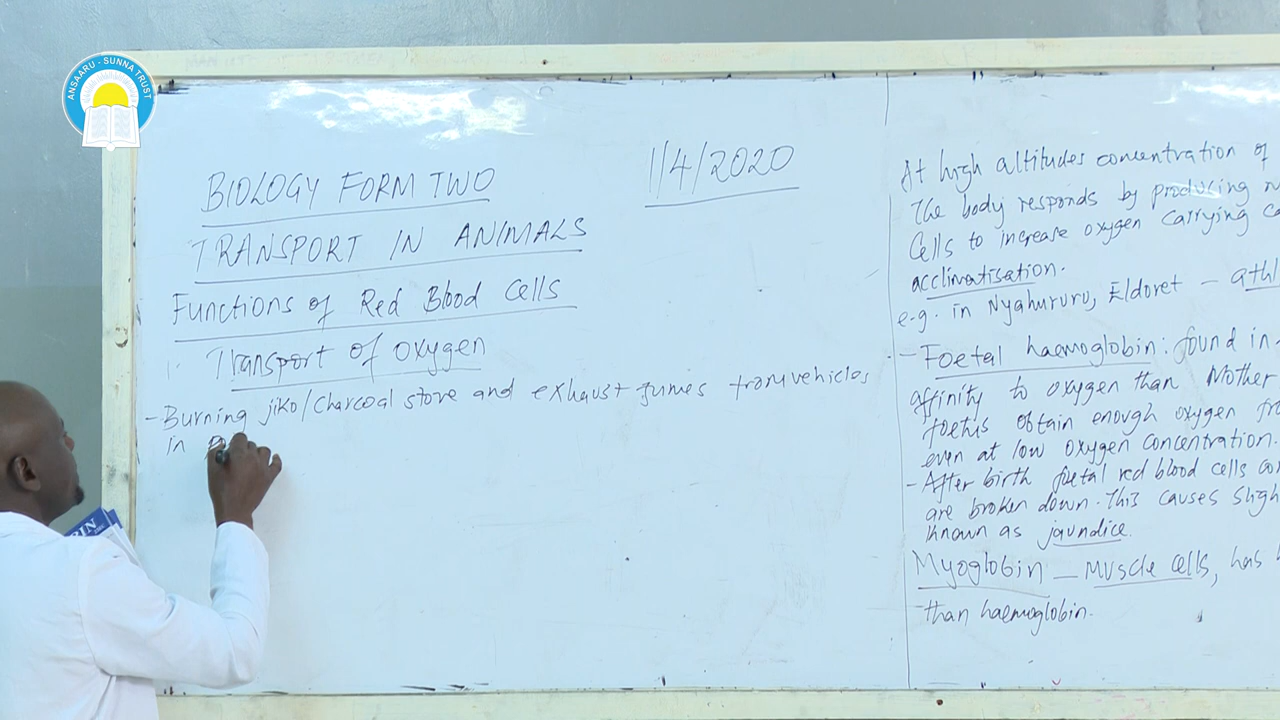 ANSAARU - SUNNA TRUST
BIOLOGY FORM TWO
1/4/2020
TRANSPORT IN ANIMALS
Functions of Red Blood Cells
Transport of oxygen
- Burning jiko/charcoal stove and exhaust fumes from vehicles
in
At high altitudes concentration of
The body responds by producing
Cells to increase oxygen carrying
acclimatisation.
e.g. in Nyahururu, Eldoret - athl
- Foetal haemoglobin: found in
affinity to oxygen than Mother
foetus obtain enough oxygen
even at low oxygen concentration.
- After birth foetal red blood cells
are broken down. This causes
known as jaundice.
Myoglobin - Muscle cells, has
than haemoglobin.